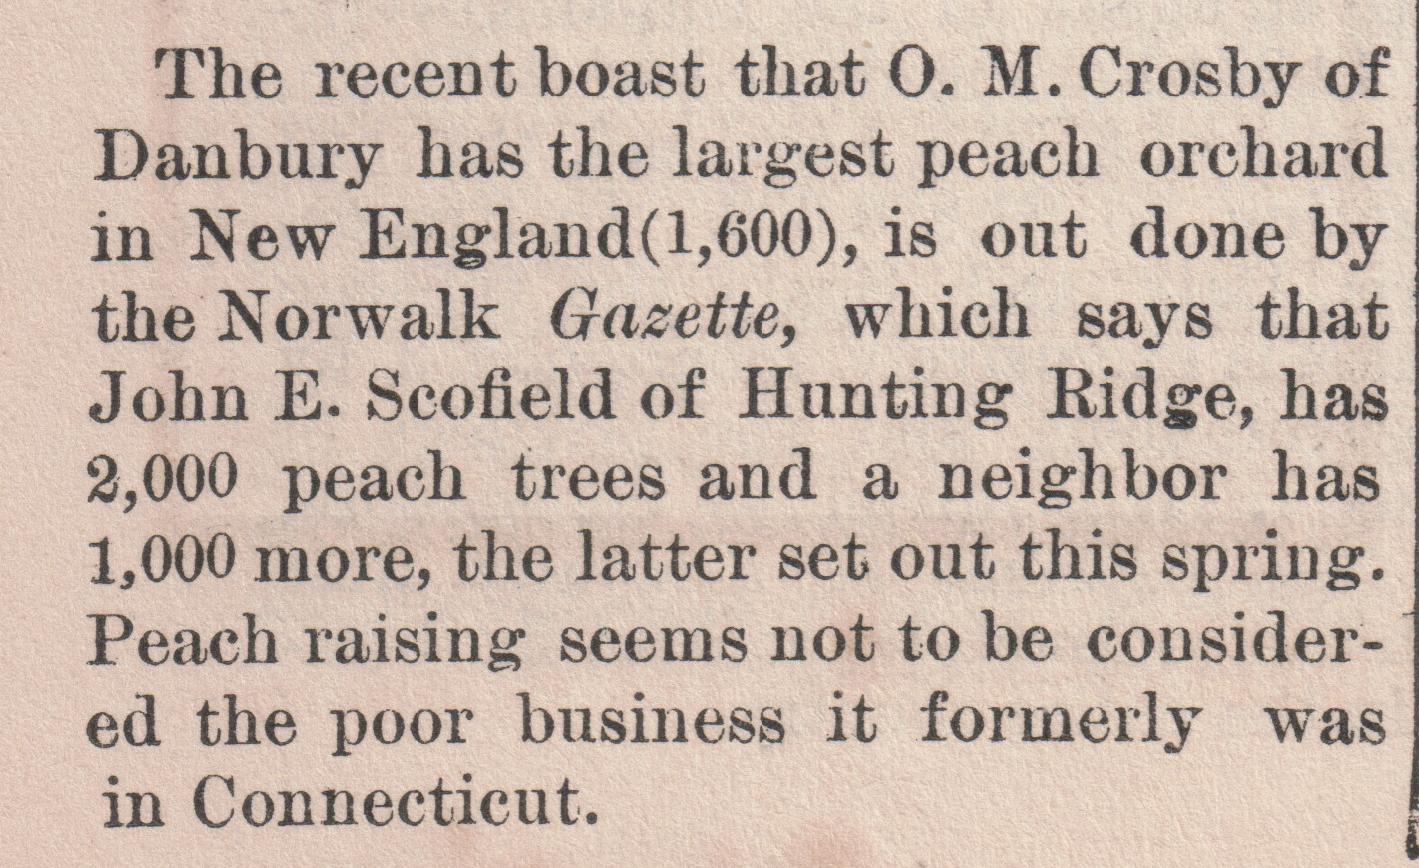 The recent boast that O. M. Crosby of
Danbury has the largest peach orchard
in New England(1,600), is out done by
the Norwalk Gazette, which says that
John E. Scofield of Hunting Ridge, has
2,000 peach trees and a neighbor has
1,000 more, the latter set out this spring.
Peach raising seems not to be consider-
ed the poor business it formerly was
in Connecticut.